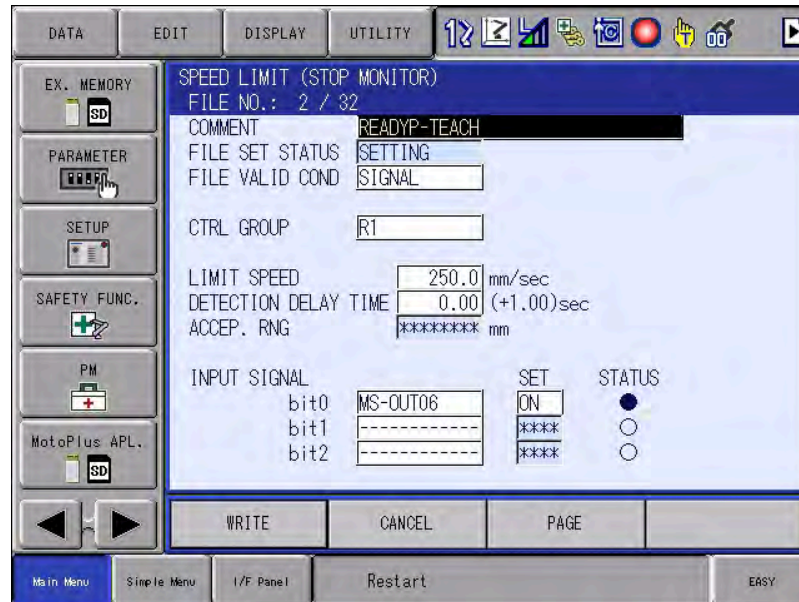 DATA EDIT DISPLAY UTILITY
EX. MEMORY
SD
PARAMETER
SETUP
SAFETY FUNC.
PM
MotoPlus APL.
SD
SPEED LIMIT (STOP MONITOR)
FILE NO.: 2 / 32
COMMENT READYP-TEACH
FILE SET STATUS SETTING
FILE VALID COND SIGNAL
CTRL GROUP R1
LIMIT SPEED 250.0 mm/sec
DETECTION DELAY TIME 0.00 (+1.00)sec
ACCEP. RNG ******** mm
INPUT SIGNAL SET STATUS
bit0 MS-OUT06 ON
bit1 ------------ ****
bit2 ------------ ****
WRITE CANCEL PAGE
Main Menu Simple Menu I/F Panel Restart EASY